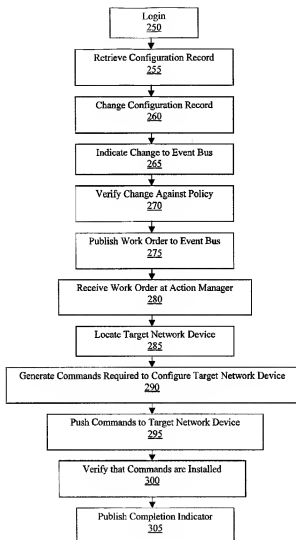 Login
250
Retrieve Configuration Record
255
Change Configuration Record
260
Indicate Change to Event Bus
265
Verify Change Against Policy
270
Publish Work Order to Event Bus
275
Receive Work Order at Action Manager
280
Locate Target Network Device
285
Generate Commands Required to Configure Target Network Device
290
Push Commands to Target Network Device
295
Verify that Commands are Installed
300
Publish Completion Indicator
305